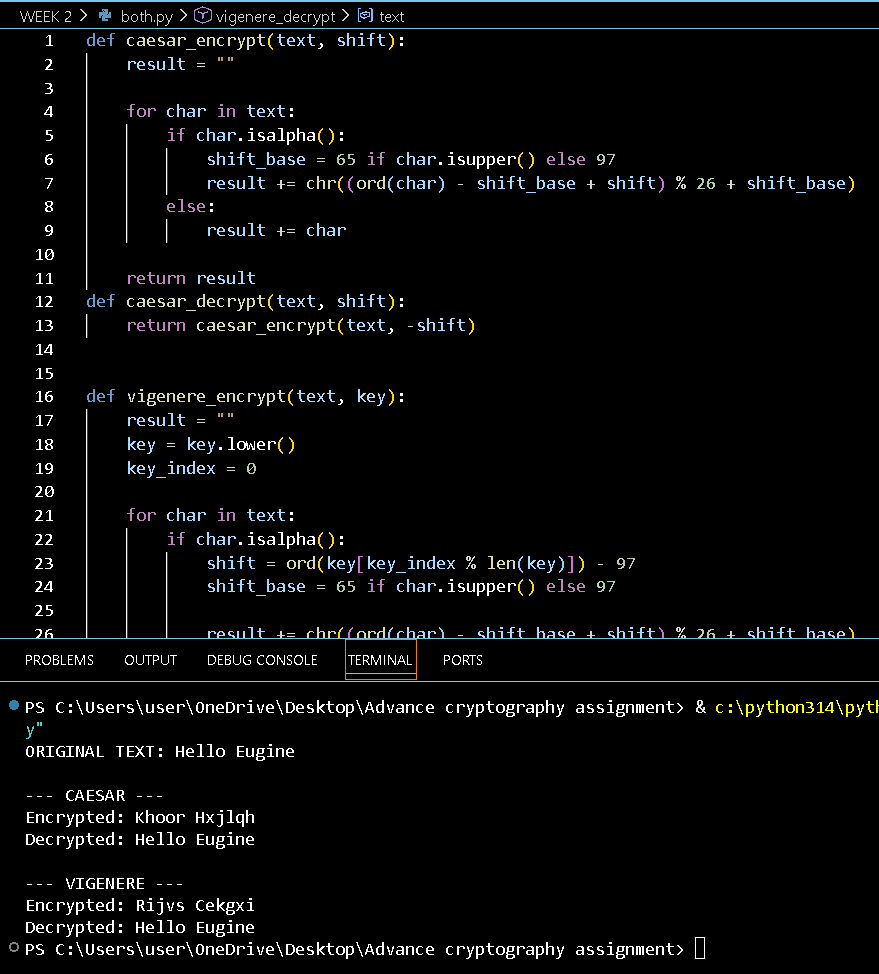 WEEK 2 > both.py > vigenere_decrypt > text
1 def caesar_encrypt(text, shift):
2     result = ""
3
4     for char in text:
5         if char.isalpha():
6             shift_base = 65 if char.isupper() else 97
7             result += chr((ord(char) - shift_base + shift) % 26 + shift_base)
8         else:
9             result += char
10
11     return result
12 def caesar_decrypt(text, shift):
13     return caesar_encrypt(text, -shift)
14
15
16 def vigenere_encrypt(text, key):
17     result = ""
18     key = key.lower()
19     key_index = 0
20
21     for char in text:
22         if char.isalpha():
23             shift = ord(key[key_index % len(key)]) - 97
24             shift_base = 65 if char.isupper() else 97
25
26             result += chr((ord(char) - shift_base + shift) % 26 + shift_base)
PROBLEMS OUTPUT DEBUG CONSOLE TERMINAL PORTS
PS C:\Users\user\OneDrive\Desktop\Advance cryptography assignment> & c:\python314\pyth
y"
ORIGINAL TEXT: Hello Eugine

--- CAESAR ---
Encrypted: Khoor Hxjlqh
Decrypted: Hello Eugine

--- VIGENERE ---
Encrypted: Rijvs Cekgxi
Decrypted: Hello Eugine
PS C:\Users\user\OneDrive\Desktop\Advance cryptography assignment>